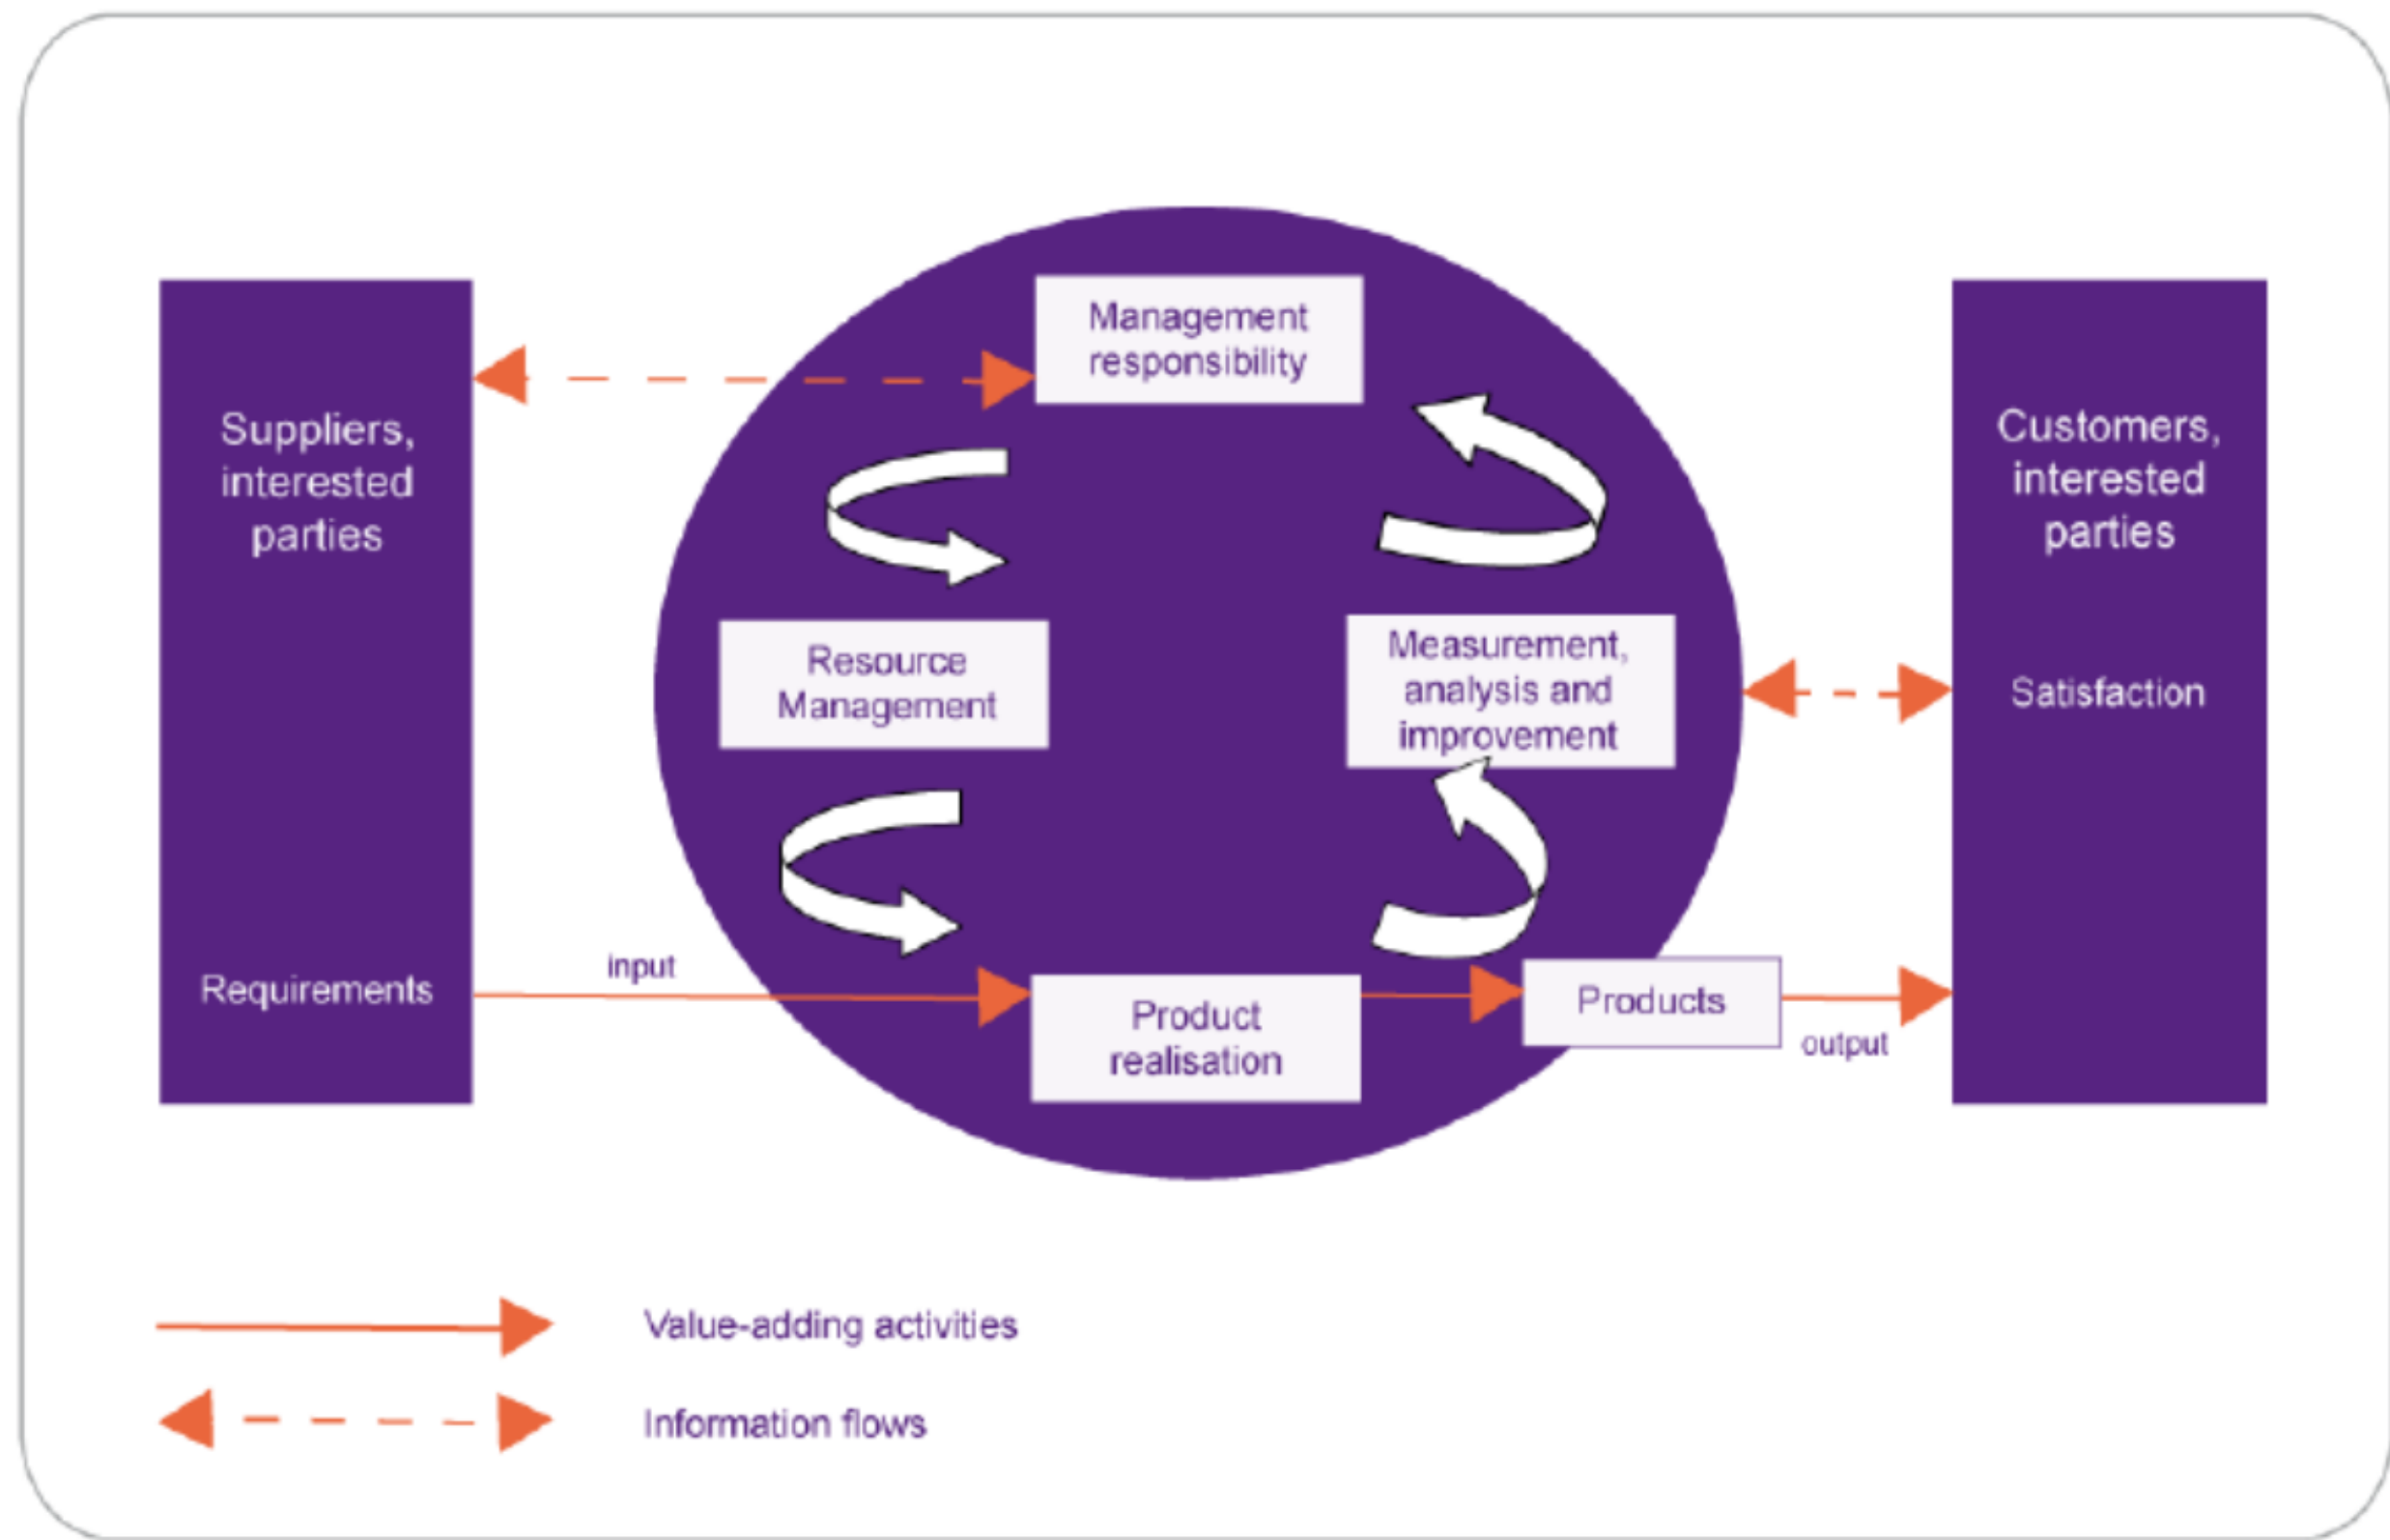 Management
responsibility
Suppliers,
interested
parties
Customers,
interested
parties
Resource
Management
Measurement,
analysis and
improvement
Satisfaction
Requirements
input
Product
realisation
Products
output
Value-adding activities
Information flows